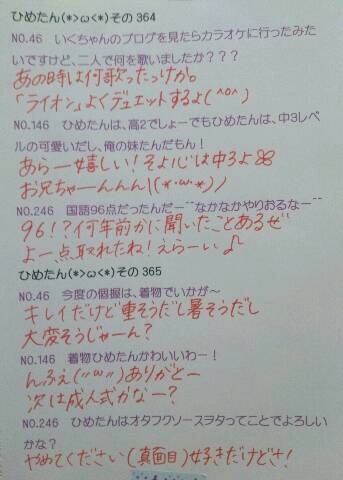 ひめたん(*>ω<*)その 364
NO.46　いくちゃんのブログを見たらカラオケに行ったみた
いですけど、二人で何を歌いましたか???
あの時は何歌ったっけか。
「ライオン」よくデュエットするよ(^o^)
NO.146　ひめたんは、高2でしょーでもひめたんは、中3レベ
ルの可愛いだし、俺の妹たんだもん!
あらー嬉しい!そよ心は中3よ
お兄ちゃーんんん\(*･ω･*)ﾉ
NO.246　国語96点だったんだー￣なかなかやりおるなー￣
96!?何年前かに聞いたことあるぜ
よー点取れたね!えらーい♪
ひめたん(*>ω<*)その 365
NO.46　今度の個握は、着物でいかが～
キレイだけど重そうだし暑そうだし
大変そうじゃーん?
NO.146　着物ひめたんかわいいわー!
んふぇ(〃ω〃)ありがとー
次は成人式かなー?
NO.246　ひめたんはオタフクソースヲタってことでよろしい
かな?
やめてください(真面目)好きだけどさ!